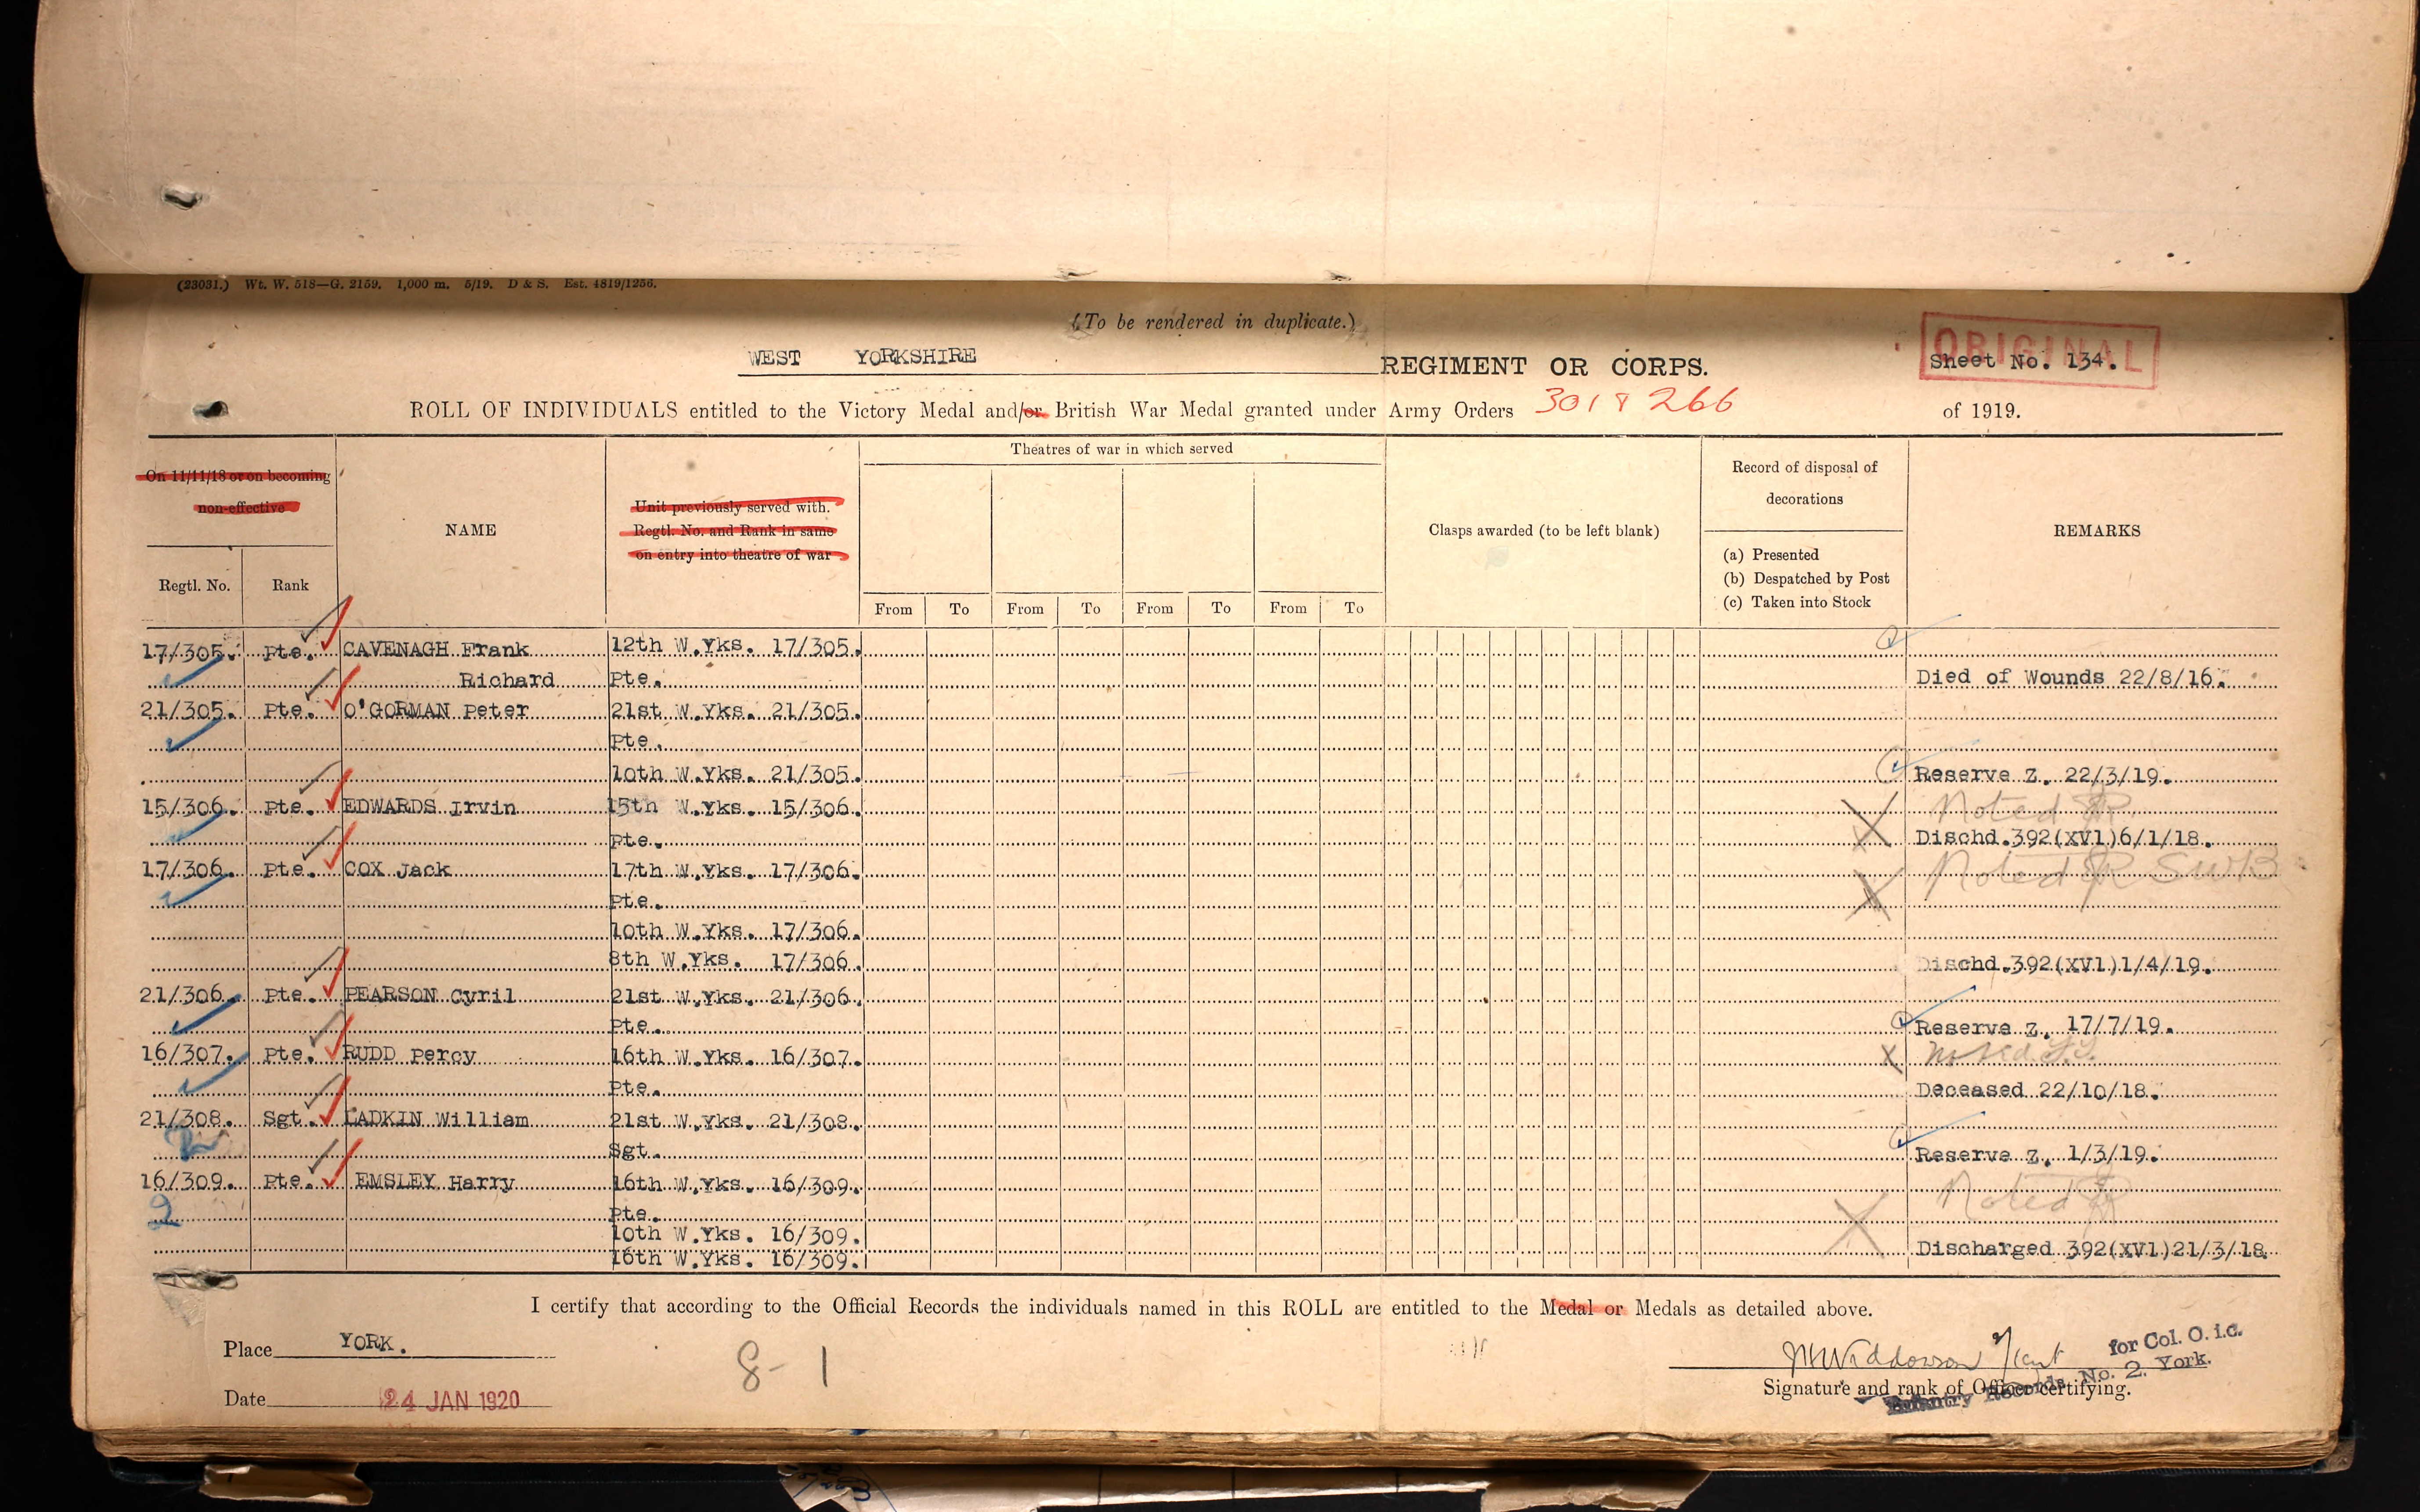 (23031.) Wt. W. 518—G. 2159. 1,000 m. 5/19. D & S. Est. 4819/1256.
(To be rendered in duplicate.)
WEST YORKSHIRE REGIMENT OR CORPS.
ORIGINAL
Sheet No. 134.
ROLL OF INDIVIDUALS entitled to the Victory Medal and/or British War Medal granted under Army Orders 301 & 266 of 1919.
On 11/11/18 or on becoming
non-effective
Regtl. No. Rank
NAME
Unit previously served with.
Regtl. No. and Rank in same
on entry into theatre of war
Theatres of war in which served
From To From To From To From To
Clasps awarded (to be left blank)
Record of disposal of
decorations
(a) Presented
(b) Despatched by Post
(c) Taken into Stock
REMARKS
17/305. Pte. CAVENAGH Frank 12th W.Yks. 17/305.
Richard Pte. Died of Wounds 22/8/16.
21/305. Pte. O'GORMAN Peter 21st W.Yks. 21/305.
Pte.
10th W.Yks. 21/305. Reserve Z. 22/3/19.
15/306. Pte. EDWARDS Irvin 15th W.Yks. 15/306. Noted
Pte. Dischd.392(XV1)6/1/18.
17/306. Pte. COX Jack 17th W.Yks. 17/306. Noted SWB
Pte.
10th W.Yks. 17/306.
8th W.Yks. 17/306. Dischd.392(XV1)1/4/19.
21/306. Pte. PEARSON Cyril 21st W.Yks. 21/306.
Pte. Reserve Z. 17/7/19.
16/307. Pte. RUDD Percy 16th W.Yks. 16/307. Noted
Pte. Deceased 22/10/18.
21/308. Sgt. LADKIN William 21st W.Yks. 21/308.
Sgt. Reserve Z. 1/3/19.
16/309. Pte. EMSLEY Harry 16th W.Yks. 16/309. Noted
2 Pte.
10th W.Yks. 16/309.
16th W.Yks. 16/309. Discharged 392(XV1)21/3/18
I certify that according to the Official Records the individuals named in this ROLL are entitled to the Medal or Medals as detailed above.
Place YORK.
8-1
Date 24 JAN 1920
for Col. O. i.c.
Infantry Records, No. 2. York.
Signature and rank of Officer certifying.